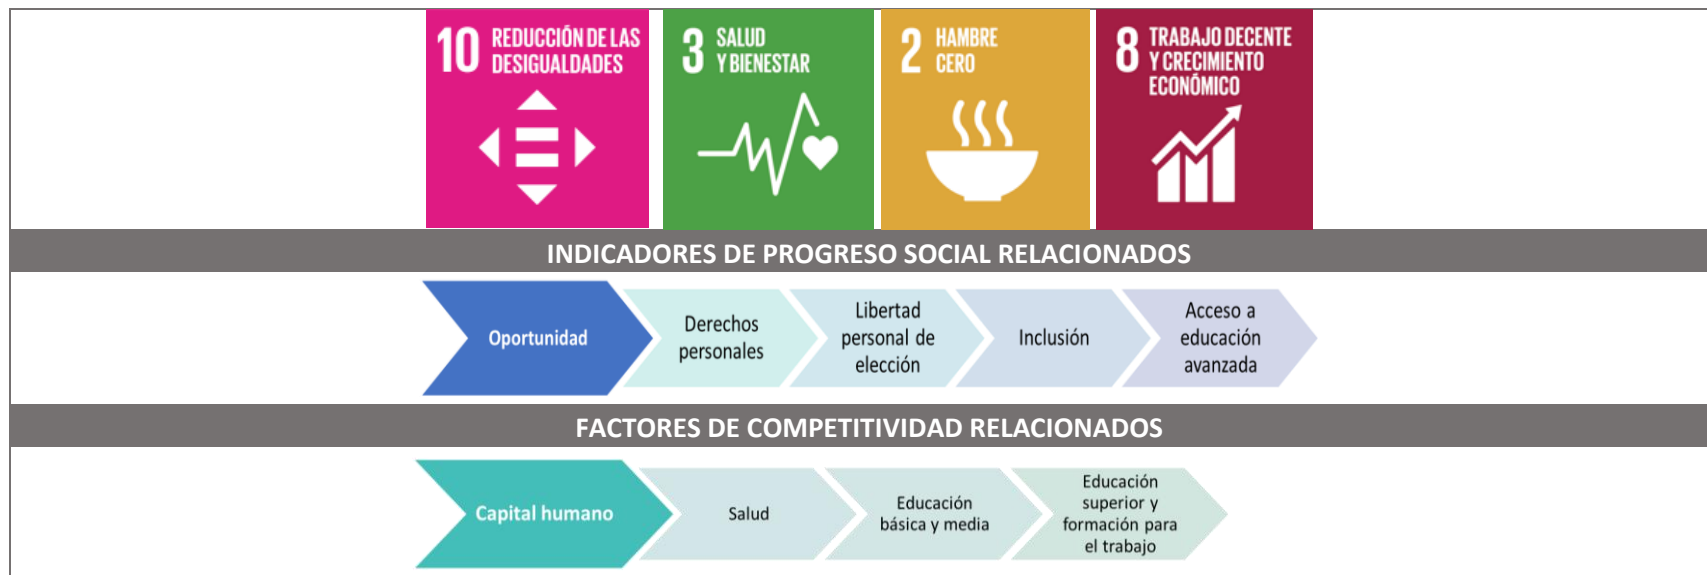 10 REDUCCIÓN DE LAS
DESIGUALDADES
3 SALUD
Y BIENESTAR
2 HAMBRE
CERO
8 TRABAJO DECENTE
Y CRECIMIENTO
ECONÓMICO
INDICADORES DE PROGRESO SOCIAL RELACIONADOS
Oportunidad
Derechos
personales
Libertad
personal de
elección
Inclusión
Acceso a
educación
avanzada
FACTORES DE COMPETITIVIDAD RELACIONADOS
Capital humano
Salud
Educación
básica y media
Educación
superior y
formación para
el trabajo